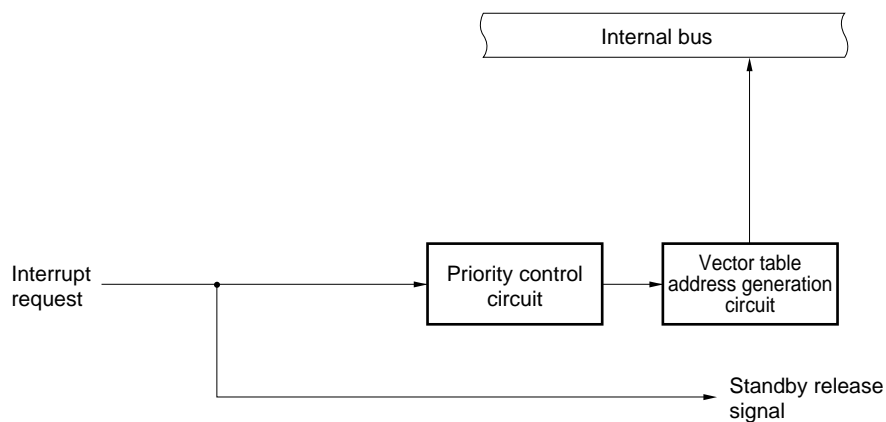 Internal bus
Interrupt
request
Priority control
circuit
Vector table
address generation
circuit
Standby release
signal